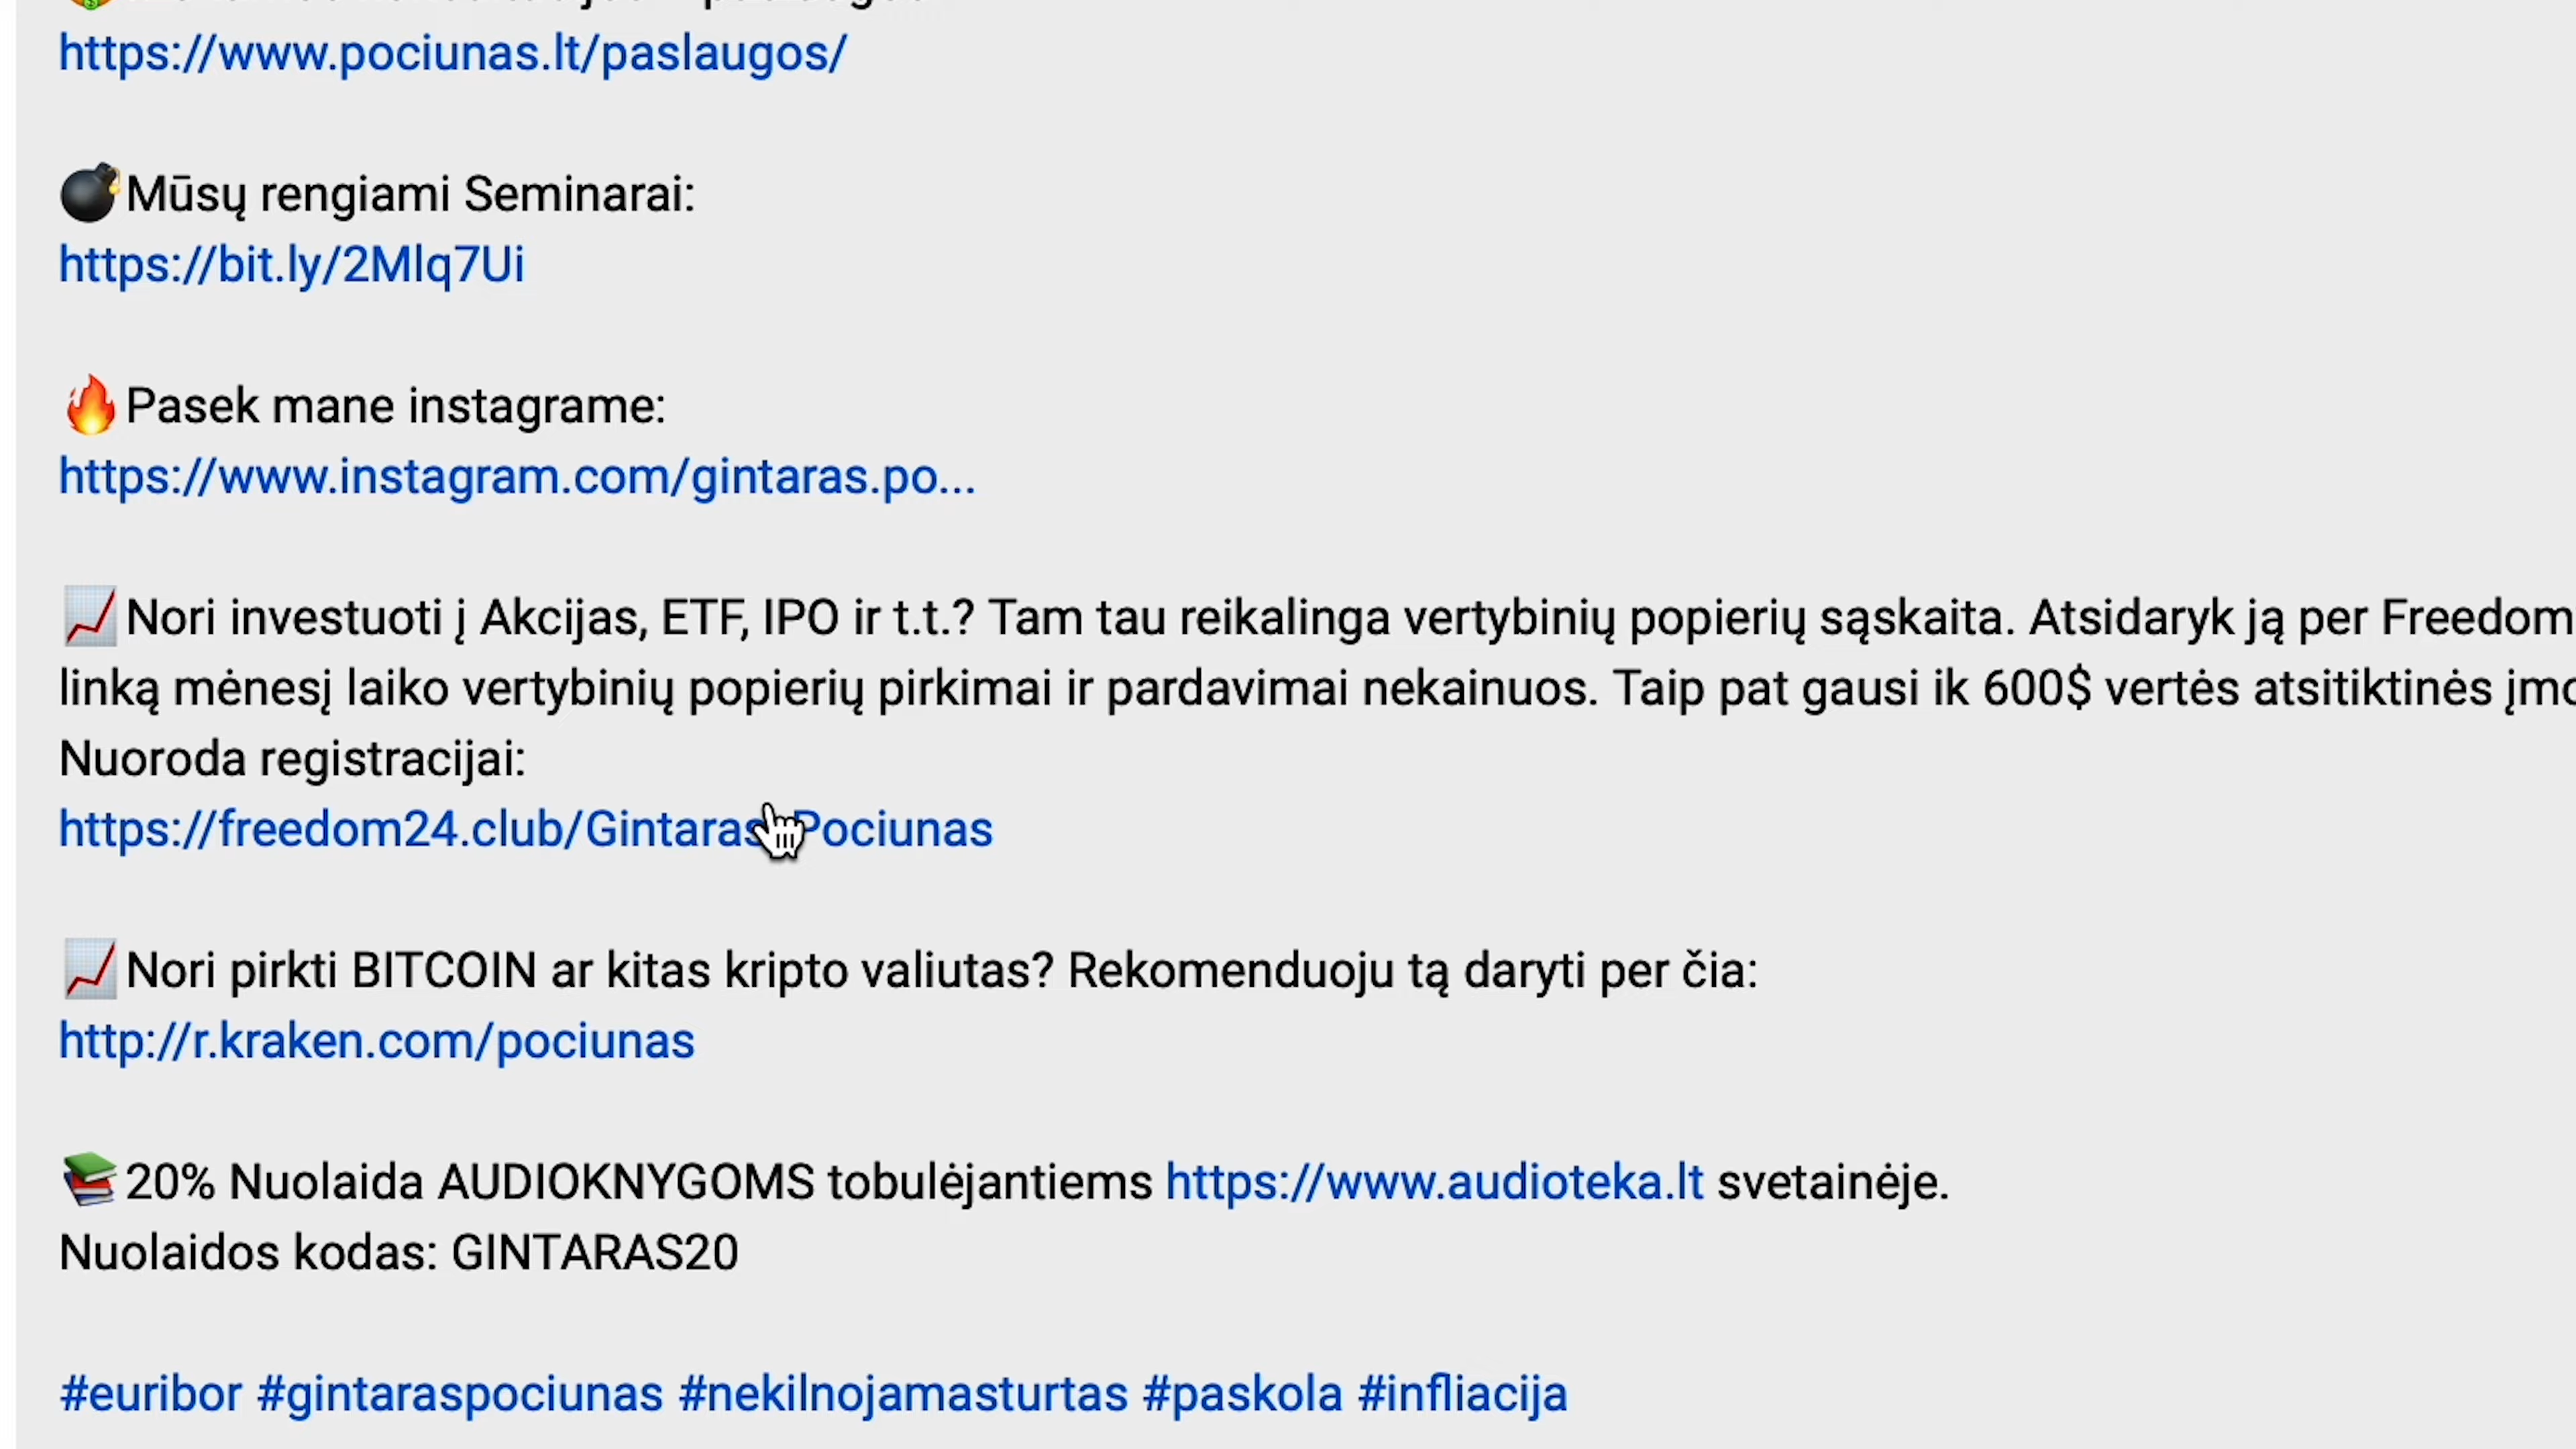 https://www.pociunas.lt/paslaugos/
Mūsų rengiami Seminarai:
https://bit.ly/2Mlq7Ui
Pasek mane instagrame:
https://www.instagram.com/gintaras.po...
Nori investuoti į Akcijas, ETF, IPO ir t.t.? Tam tau reikalinga vertybinių popierių sąskaita. Atsidaryk ją per Freedom
linką mėnesį laiko vertybinių popierių pirkimai ir pardavimai nekainuos. Taip pat gausi ik 600$ vertės atsitiktinės
Nuoroda registracijai:
https://freedom24.club/Gintaras Pociunas
Nori pirkti BITCOIN ar kitas kripto valiutas? Rekomenduoju tą daryti per čia:
http://r.kraken.com/pociunas
20% Nuolaida AUDIOKNYGOMS tobulėjantiems https://www.audioteka.lt svetainėje.
Nuolaidos kodas: GINTARAS20
#euribor #gintaraspociunas #nekilnojamasturtas #paskola #infliacija